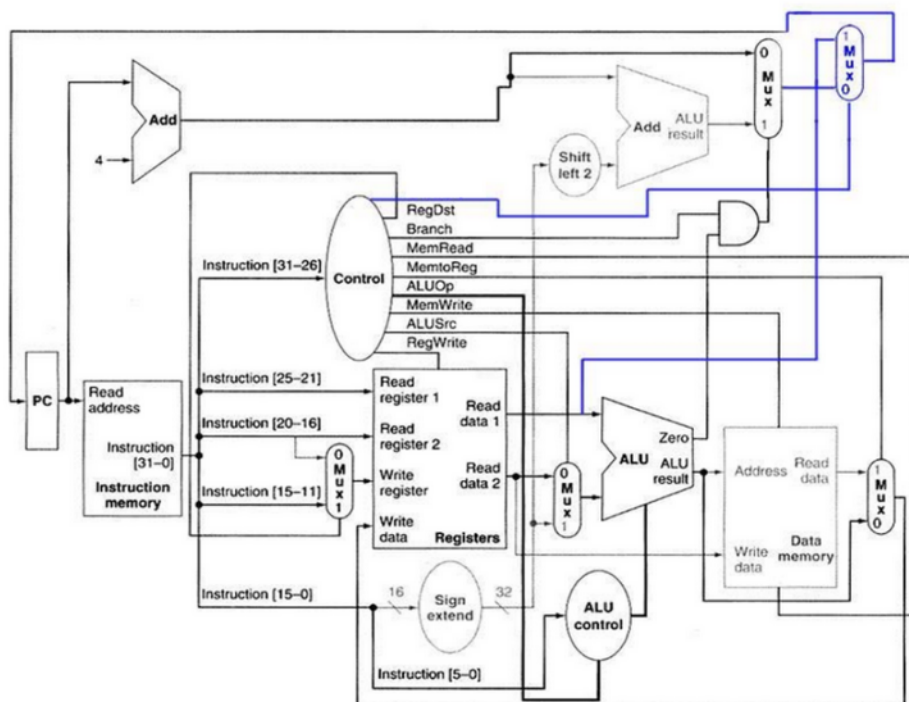 0
M
u
x
1
1
M
u
x
0
Add
4
Add
ALU
result
Shift
left 2
RegDst
Branch
MemRead
MemtoReg
ALUOp
MemWrite
ALUSrc
RegWrite
Control
Instruction [31–26]
Instruction [25–21]
Instruction [20–16]
Instruction [15–11]
Instruction [15–0]
Instruction [5–0]
PC
Read
address
Instruction
[31–0]
Instruction
memory
0
M
u
x
1
Read
register 1
Read
register 2
Write
register
Write
data
Read
data 1
Read
data 2
Registers
0
M
u
x
1
Zero
ALU
ALU
result
Address
Read
data
Write
data
Data
memory
1
M
u
x
0
16
Sign
extend
32
ALU
control